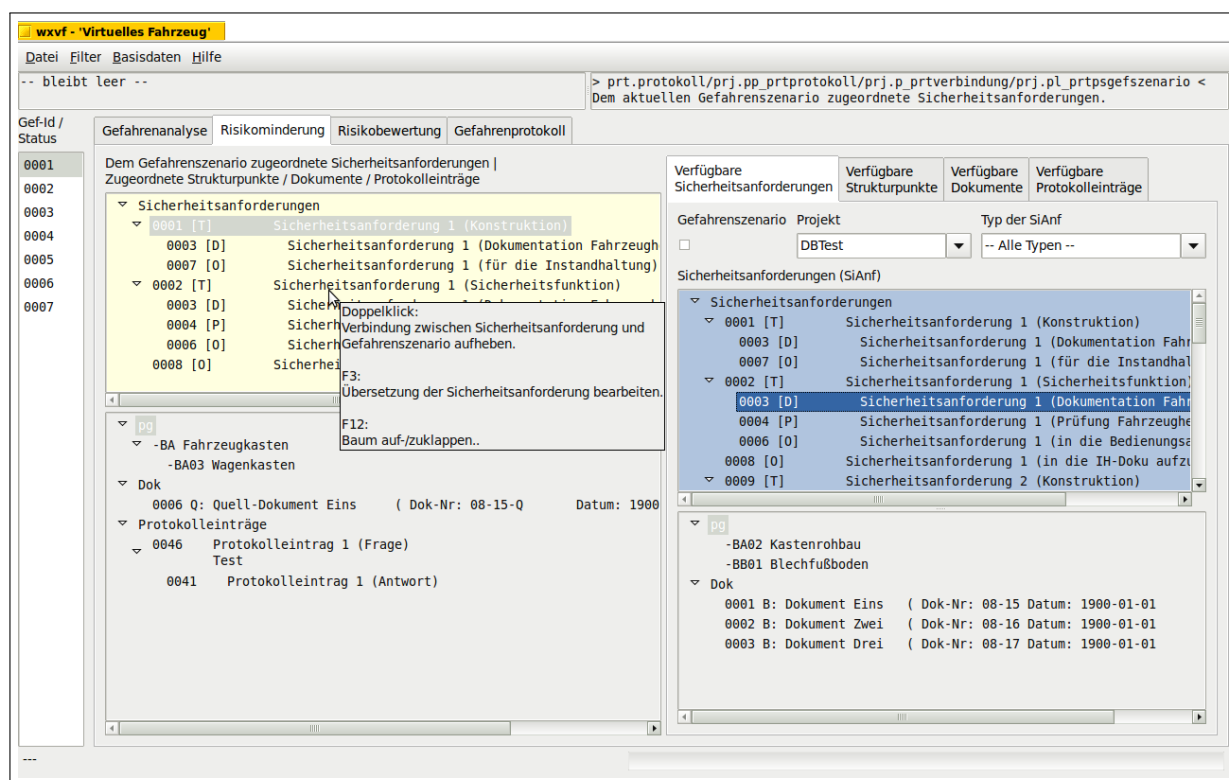 wxvf - 'Virtuelles Fahrzeug'
Datei Filter Basisdaten Hilfe
-- bleibt leer --
> prt.protokoll/prj.pp_prtprotokoll/prj.p_prtverbindung/prj.pl_prtpsgefszenario <
Dem aktuellen Gefahrenszenario zugeordnete Sicherheitsanforderungen.
Gef-Id /
Status
0001
0002
0003
0004
0005
0006
0007
Gefahrenanalyse Risikominderung Risikobewertung Gefahrenprotokoll
Dem Gefahrenszenario zugeordnete Sicherheitsanforderungen |
Zugeordnete Strukturpunkte / Dokumente / Protokolleinträge
Sicherheitsanforderungen
0001 [T] Sicherheitsanforderung 1 (Konstruktion)
0003 [D] Sicherheitsanforderung 1 (Dokumentation Fahrzeugh
0007 [O] Sicherheitsanforderung 1 (für die Instandhaltung)
0002 [T] Sicherheitsanforderung 1 (Sicherheitsfunktion)
0003 [D]
0004 [P]
0006 [O]
0008 [O]
Doppelklick:
Verbindung zwischen Sicherheitsanforderung und
Gefahrenszenario aufheben.
F3:
Übersetzung der Sicherheitsanforderung bearbeiten.
F12:
Baum auf-/zuklappen..
pg
-BA Fahrzeugkasten
-BA03 Wagenkasten
Dok
0006 Q: Quell-Dokument Eins ( Dok-Nr: 08-15-Q Datum: 1900
Protokolleinträge
0046 Protokolleintrag 1 (Frage)
Test
0041 Protokolleintrag 1 (Antwort)
Verfügbare
Sicherheitsanforderungen
Verfügbare
Strukturpunkte
Verfügbare
Dokumente
Verfügbare
Protokolleinträge
Gefahrenszenario Projekt Typ der SiAnf
DBTest -- Alle Typen --
Sicherheitsanforderungen (SiAnf)
Sicherheitsanforderungen
0001 [T] Sicherheitsanforderung 1 (Konstruktion)
0003 [D] Sicherheitsanforderung 1 (Dokumentation Fahr
0007 [O] Sicherheitsanforderung 1 (für die Instandhal
0002 [T] Sicherheitsanforderung 1 (Sicherheitsfunktion)
0003 [D] Sicherheitsanforderung 1 (Dokumentation Fahr
0004 [P] Sicherheitsanforderung 1 (Prüfung Fahrzeughe
0006 [O] Sicherheitsanforderung 1 (in die Bedienungsa
0008 [O] Sicherheitsanforderung 1 (in die IH-Doku aufzu
0009 [T] Sicherheitsanforderung 2 (Konstruktion)
pg
-BA02 Kastenrohbau
-BB01 Blechfußboden
Dok
0001 B: Dokument Eins ( Dok-Nr: 08-15 Datum: 1900-01-01
0002 B: Dokument Zwei ( Dok-Nr: 08-16 Datum: 1900-01-01
0003 B: Dokument Drei ( Dok-Nr: 08-17 Datum: 1900-01-01
---